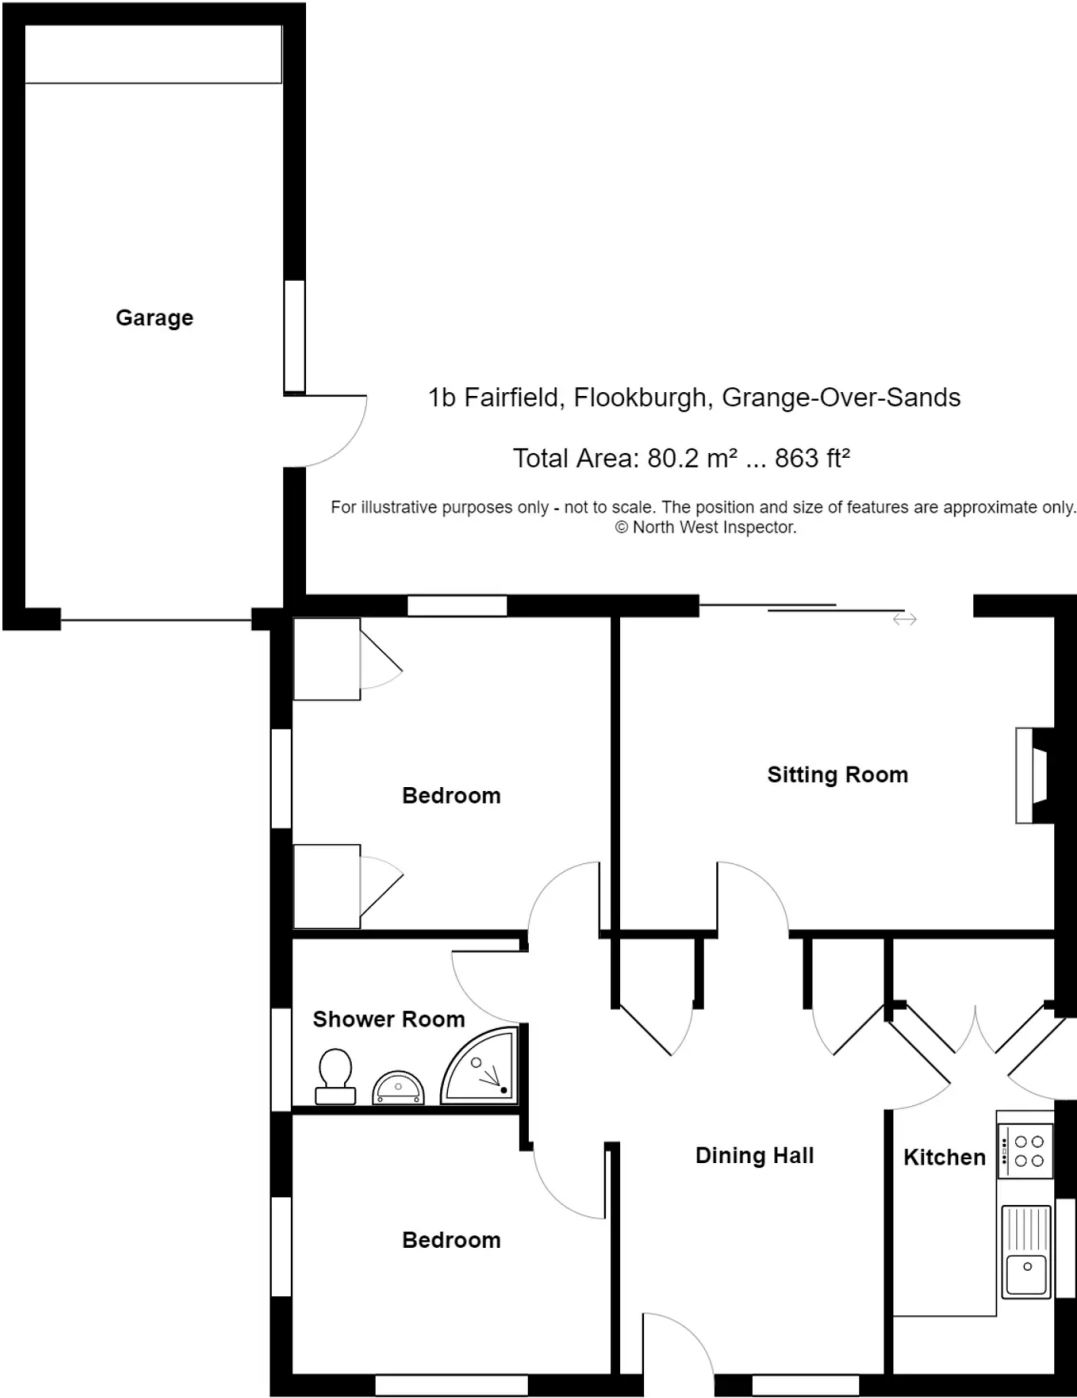 Garage
1b Fairfield, Flookburgh, Grange-Over-Sands
Total Area: 80.2 m² ... 863 ft²
For illustrative purposes only - not to scale. The position and size of features are approximate only.
© North West Inspector.
Sitting Room
Bedroom
Shower Room
Dining Hall
Kitchen
Bedroom